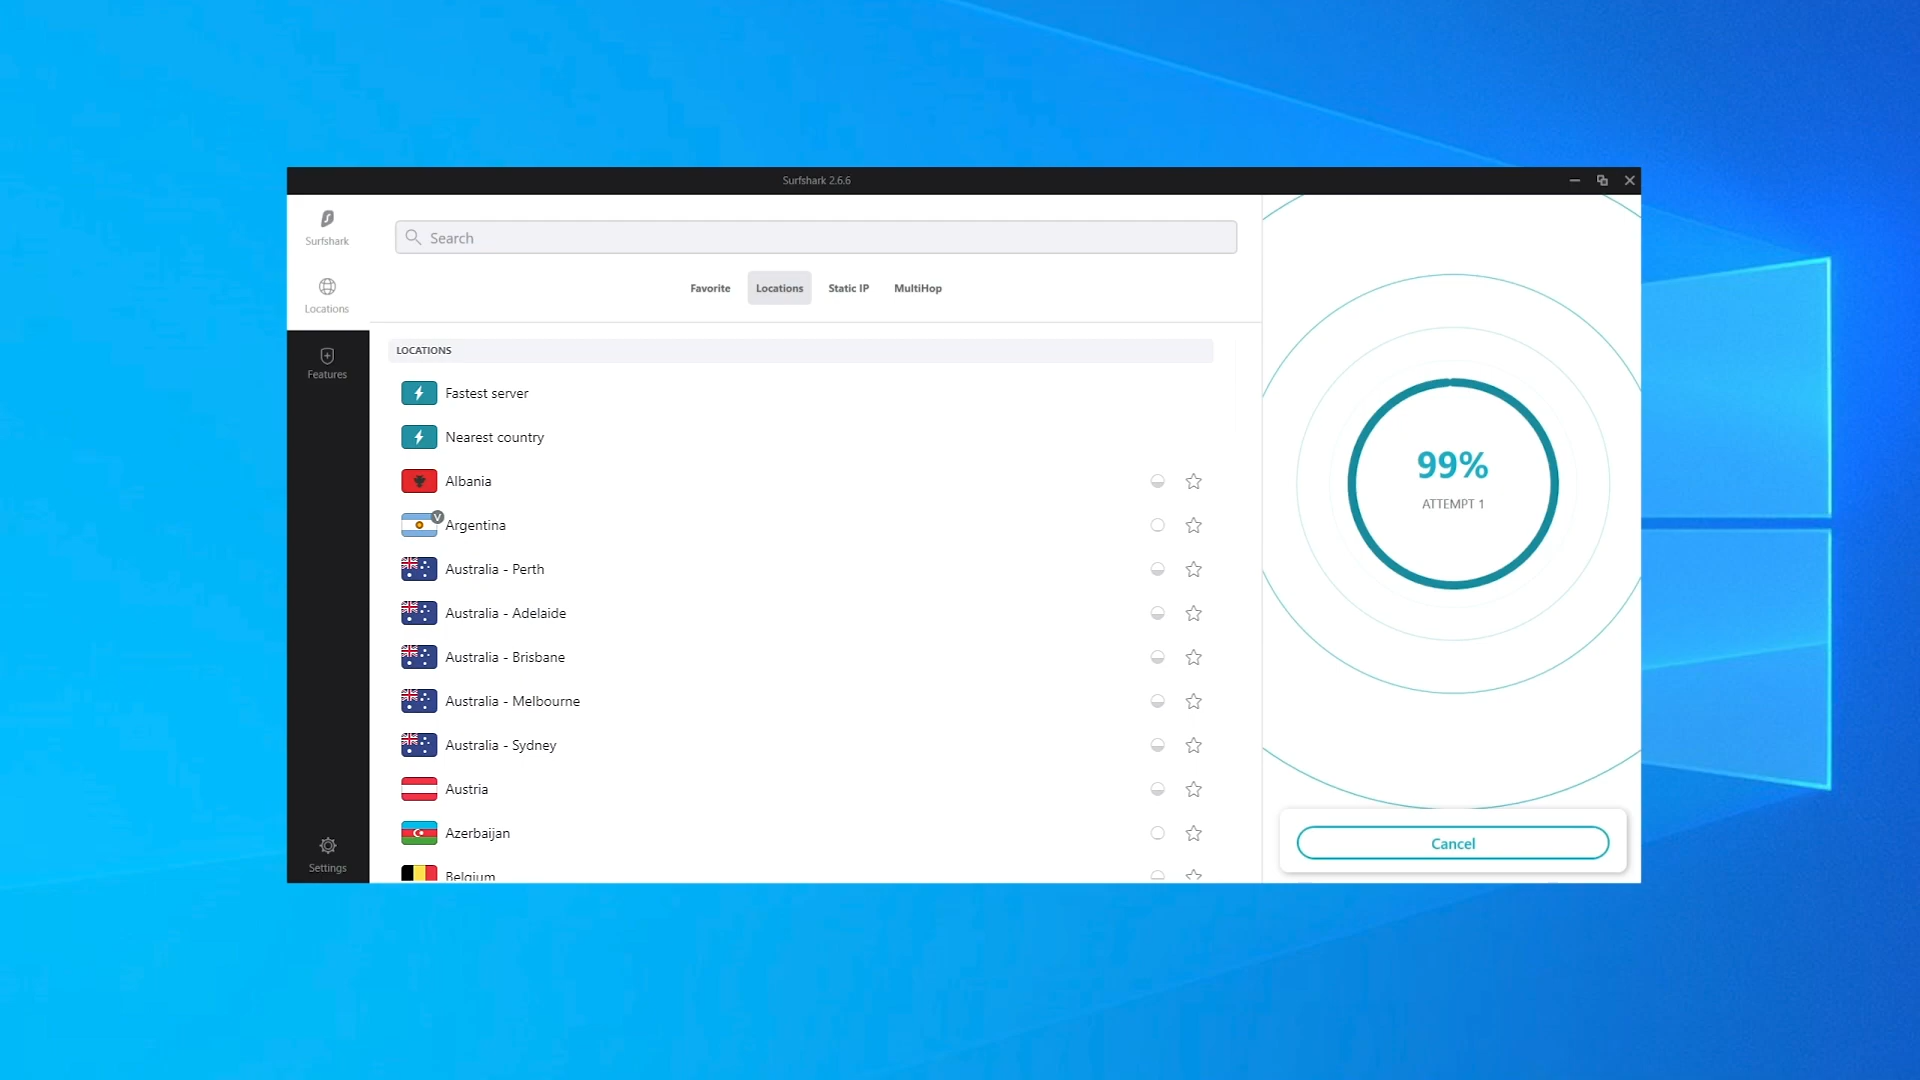 Surfshark 2.6.6
Surfshark
Locations
Features
Settings
Search
Favorite
Locations
Static IP
MultiHop
LOCATIONS
Fastest server
Nearest country
Albania
V
Argentina
Australia - Perth
Australia - Adelaide
Australia - Brisbane
Australia - Melbourne
Australia - Sydney
Austria
Azerbaijan
Belgium
99%
ATTEMPT 1
Cancel